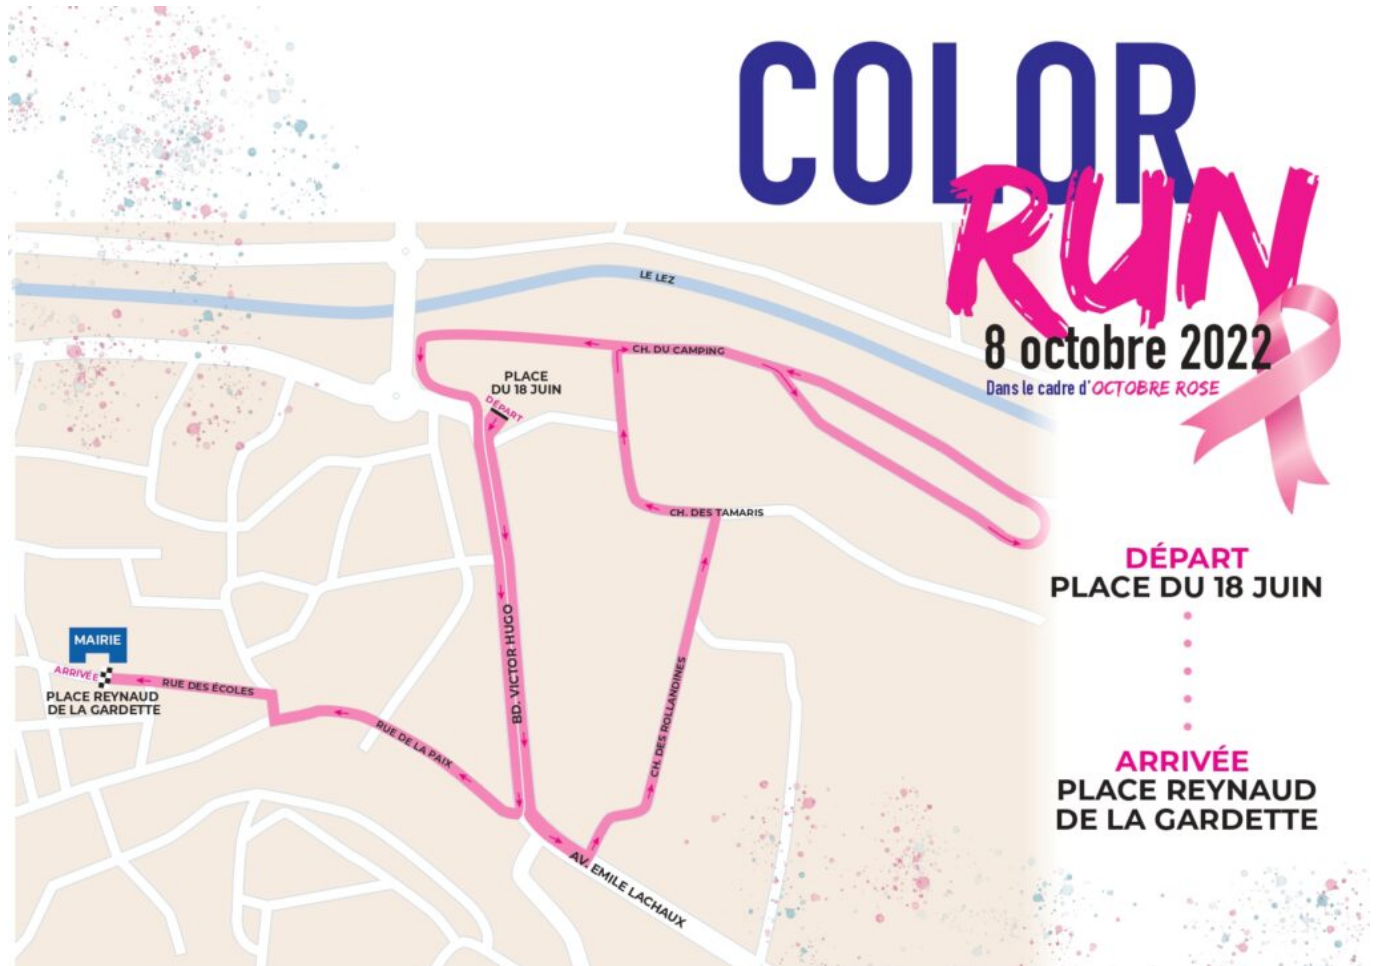 COLOR
RUN
8 octobre 2022
Dans le cadre d'OCTOBRE ROSE
LE LEZ
CH. DU CAMPING
PLACE
DU 18 JUIN
DÉPART
CH. DES TAMARIS
BD. VICTOR HUGO
CH. DES ROLLANDINES
MAIRIE
ARRIVÉE
RUE DES ÉCOLES
PLACE REYNAUD
DE LA GARDETTE
RUE DE LA PAIX
AV. EMILE LACHAUX
DÉPART
PLACE DU 18 JUIN
ARRIVÉE
PLACE REYNAUD
DE LA GARDETTE